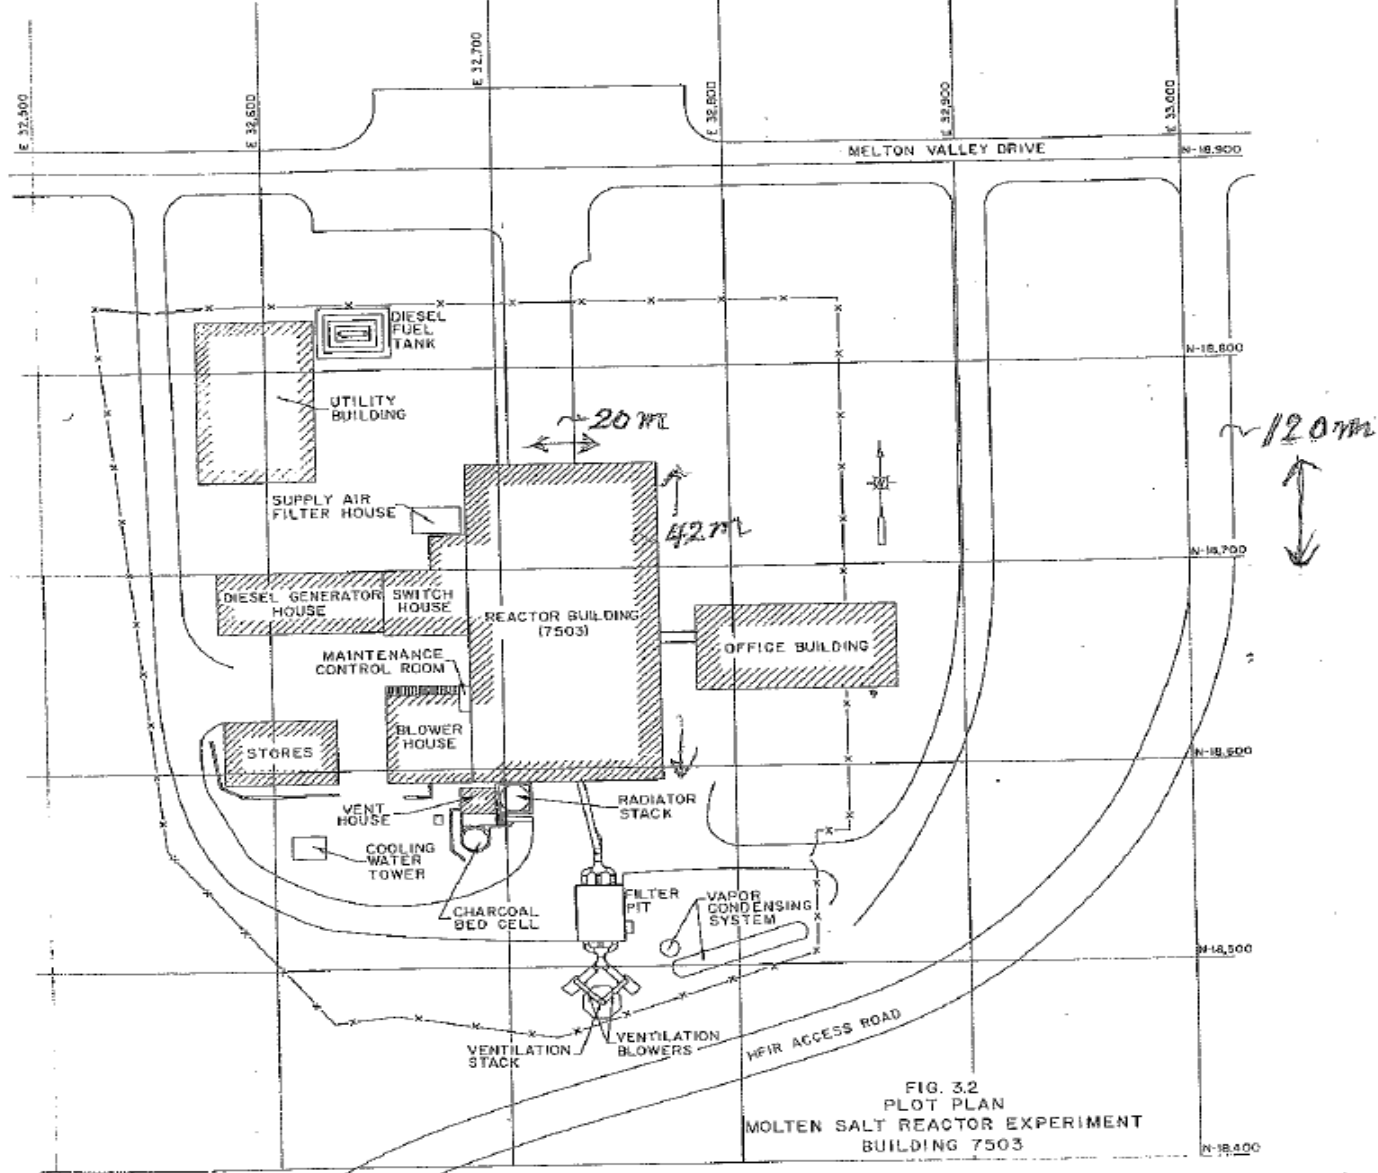 E 32,500
E 32,600
E 32,700
E 32,800
E 32,900
E 33,000
MELTON VALLEY DRIVE
N-18,900
DIESEL
FUEL
TANK
N-18,800
UTILITY
BUILDING
~20m
~120m
SUPPLY AIR
FILTER HOUSE
42m
N-18,700
DIESEL GENERATOR
HOUSE
SWITCH
HOUSE
REACTOR BUILDING
(7503)
OFFICE BUILDING
MAINTENANCE
CONTROL ROOM
BLOWER
HOUSE
STORES
N-18,600
VENT
HOUSE
RADIATOR
STACK
COOLING
WATER
TOWER
CHARCOAL
BED CELL
FILTER
PIT
VAPOR
CONDENSING
SYSTEM
N-18,500
VENTILATION
STACK
VENTILATION
BLOWERS
HFIR ACCESS ROAD
FIG. 3.2
PLOT PLAN
MOLTEN SALT REACTOR EXPERIMENT
BUILDING 7503
N-18,400